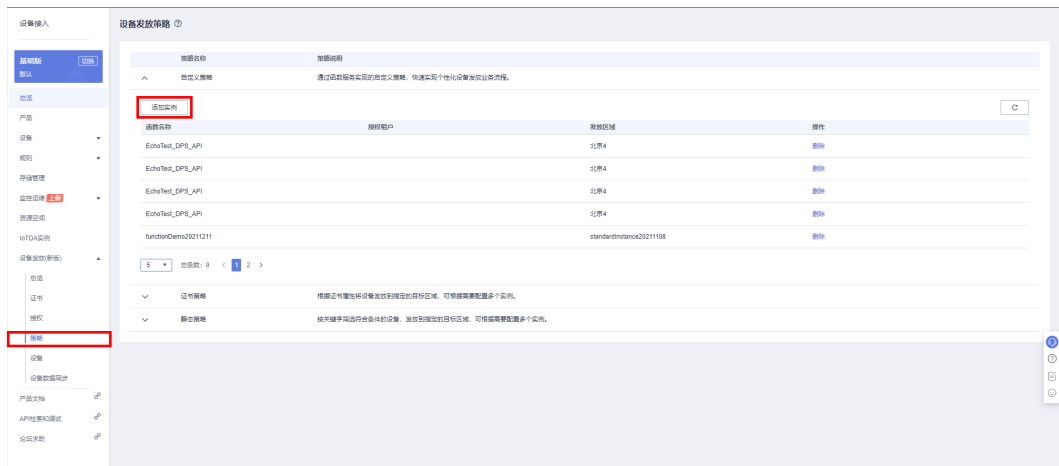 设备接入
基础版 切换
默认
总览
产品
设备
规则
存储管理
监控运维 上新
资源空间
IoTDA实例
设备发放(新版)
总览
证书
授权
策略
设备
设备数据同步
产品文档
API检索和调试
论坛求助
设备发放策略
策略名称 策略说明
自定义策略 通过函数服务实现的自定义策略，快速实现个性化设备发放业务流程。
添加实例
函数名称 授权租户 发放区域 操作
EchoTest_DPS_API 北京4 删除
EchoTest_DPS_API 北京4 删除
EchoTest_DPS_API 北京4 删除
EchoTest_DPS_API 北京4 删除
functionDemo20211211 standardInstance20211108 删除
5 总条数：9 < 1 2 >
证书策略 根据证书属性将设备发放到指定的目标区域，可根据需要配置多个实例。
静态策略 按关键字筛选符合条件的设备，发放到指定的目标区域，可根据需要配置多个实例。